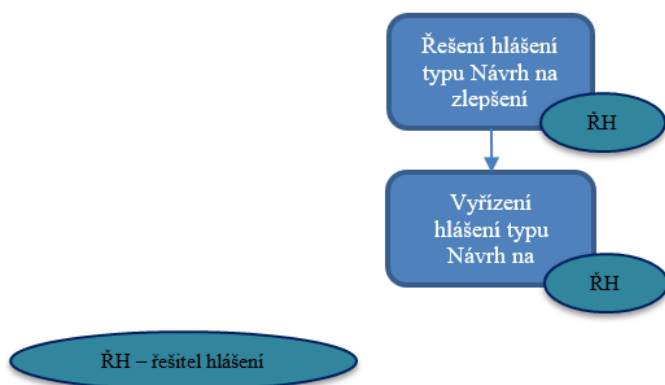 Řešení hlášení
typu Návrh na
zlepšení
ŘH
Vyřízení
hlášení typu
Návrh na
ŘH
ŘH – řešitel hlášení